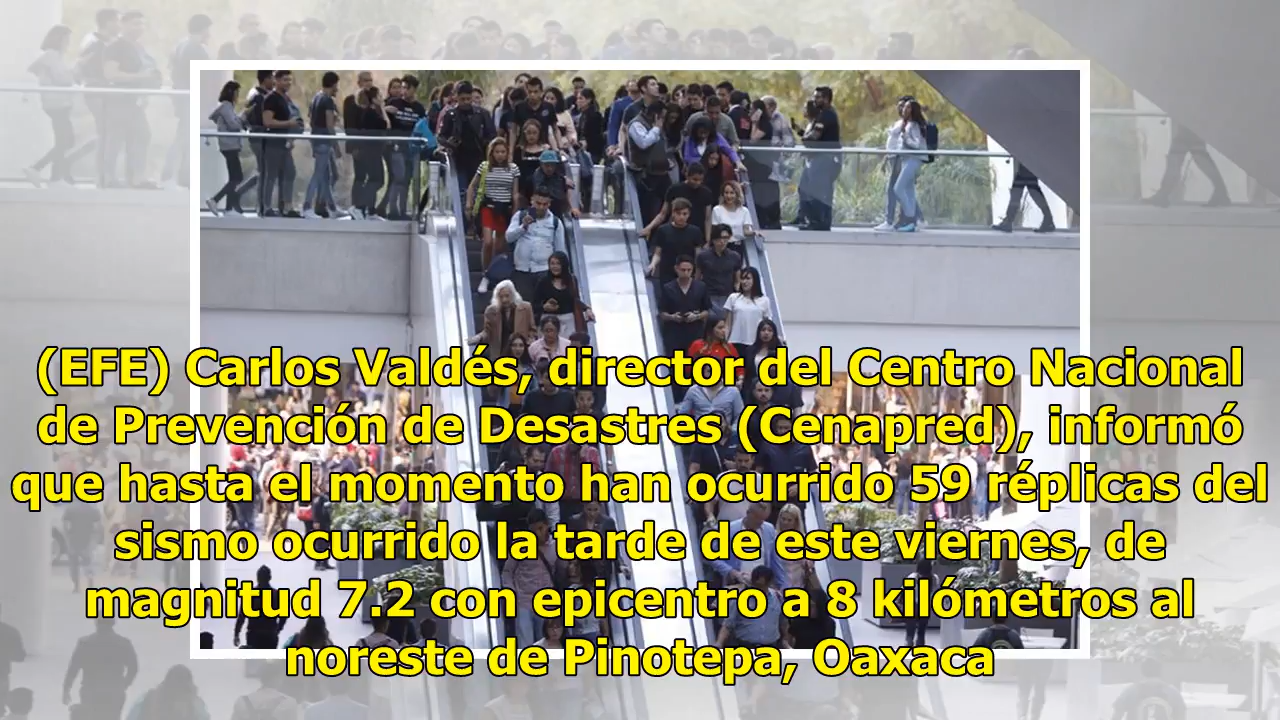 (EFE) Carlos Valdés, director del Centro Nacional
de Prevención de Desastres (Cenapred), informó
que hasta el momento han ocurrido 59 réplicas del
sismo ocurrido la tarde de este viernes, de
magnitud 7.2 con epicentro a 8 kilómetros al
noreste de Pinotepa, Oaxaca